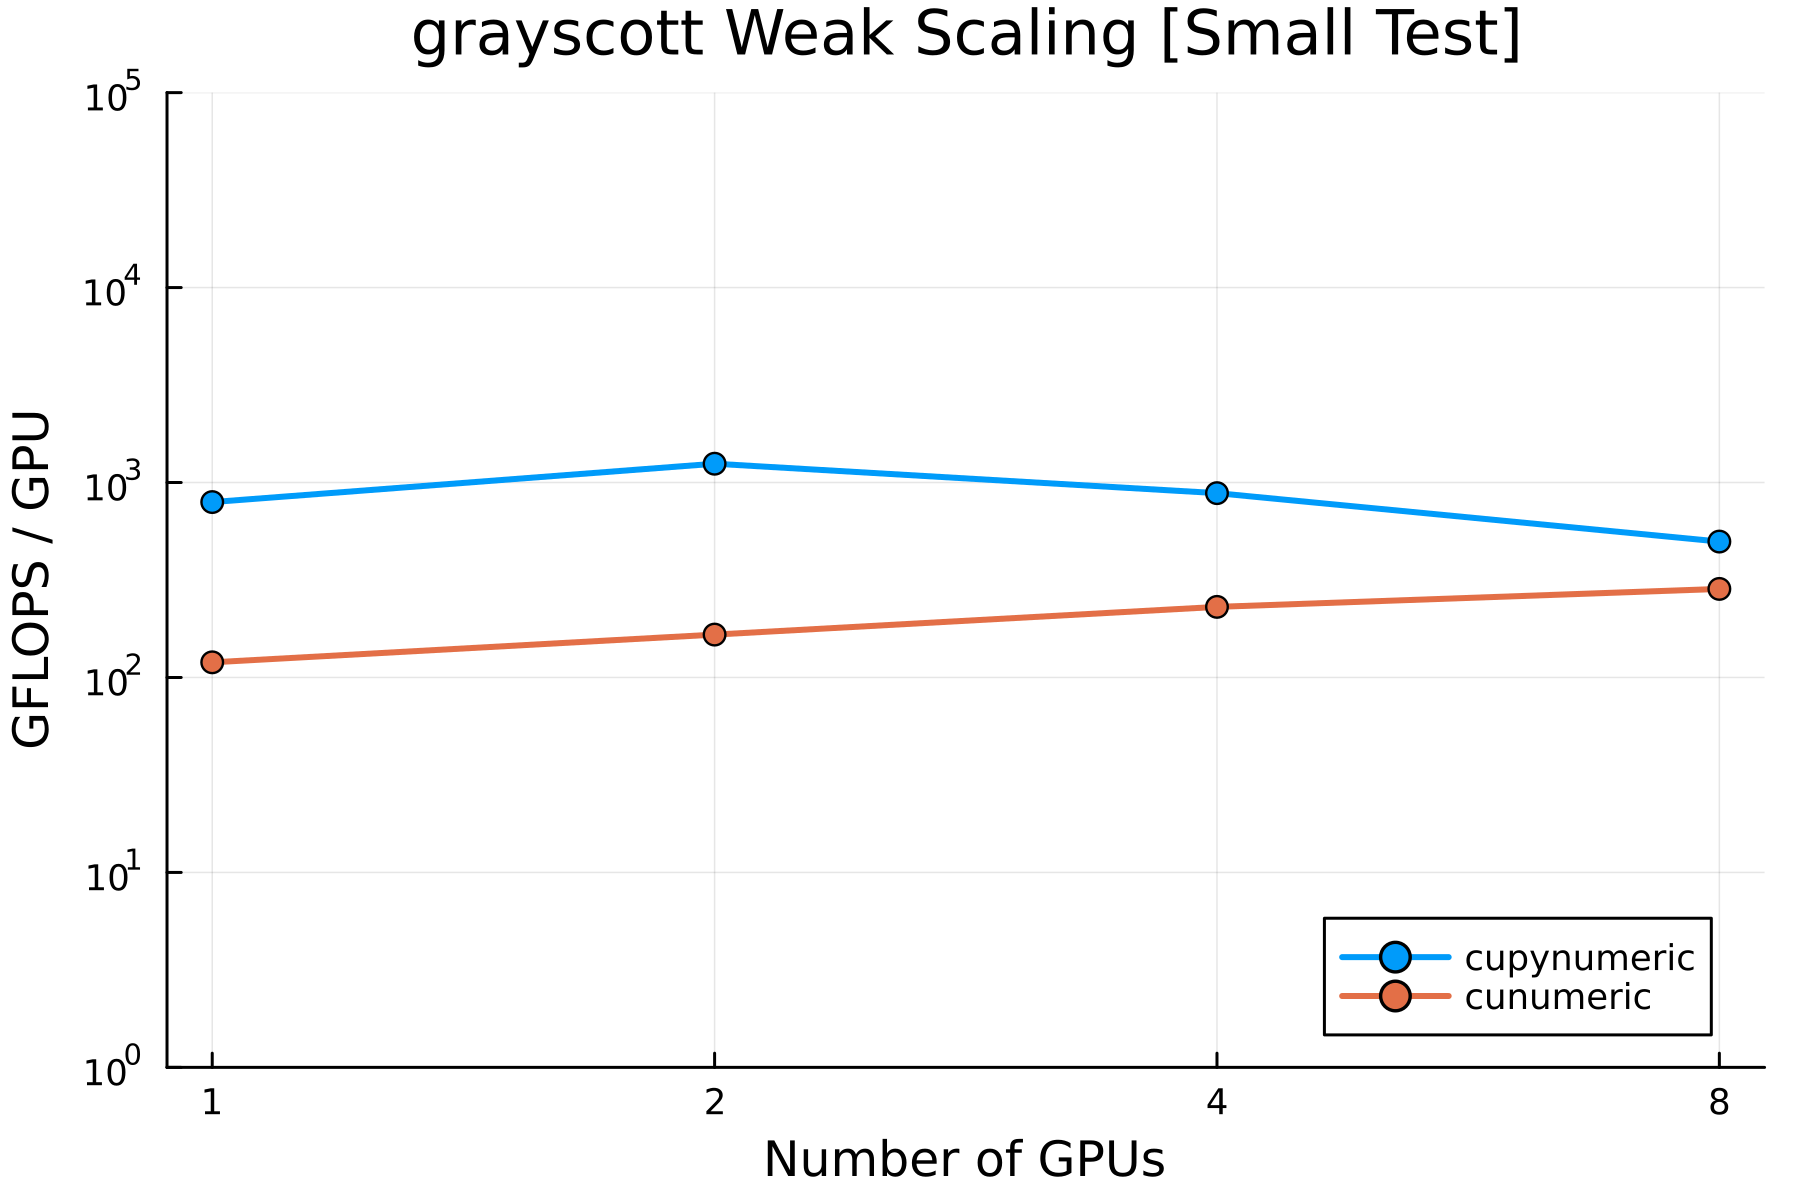 grayscott Weak Scaling [Small Test]
GFLOPS / GPU
10^5
10^4
10^3
10^2
10^1
10^0
1 2 4 8
Number of GPUs
cupynumeric
cunumeric